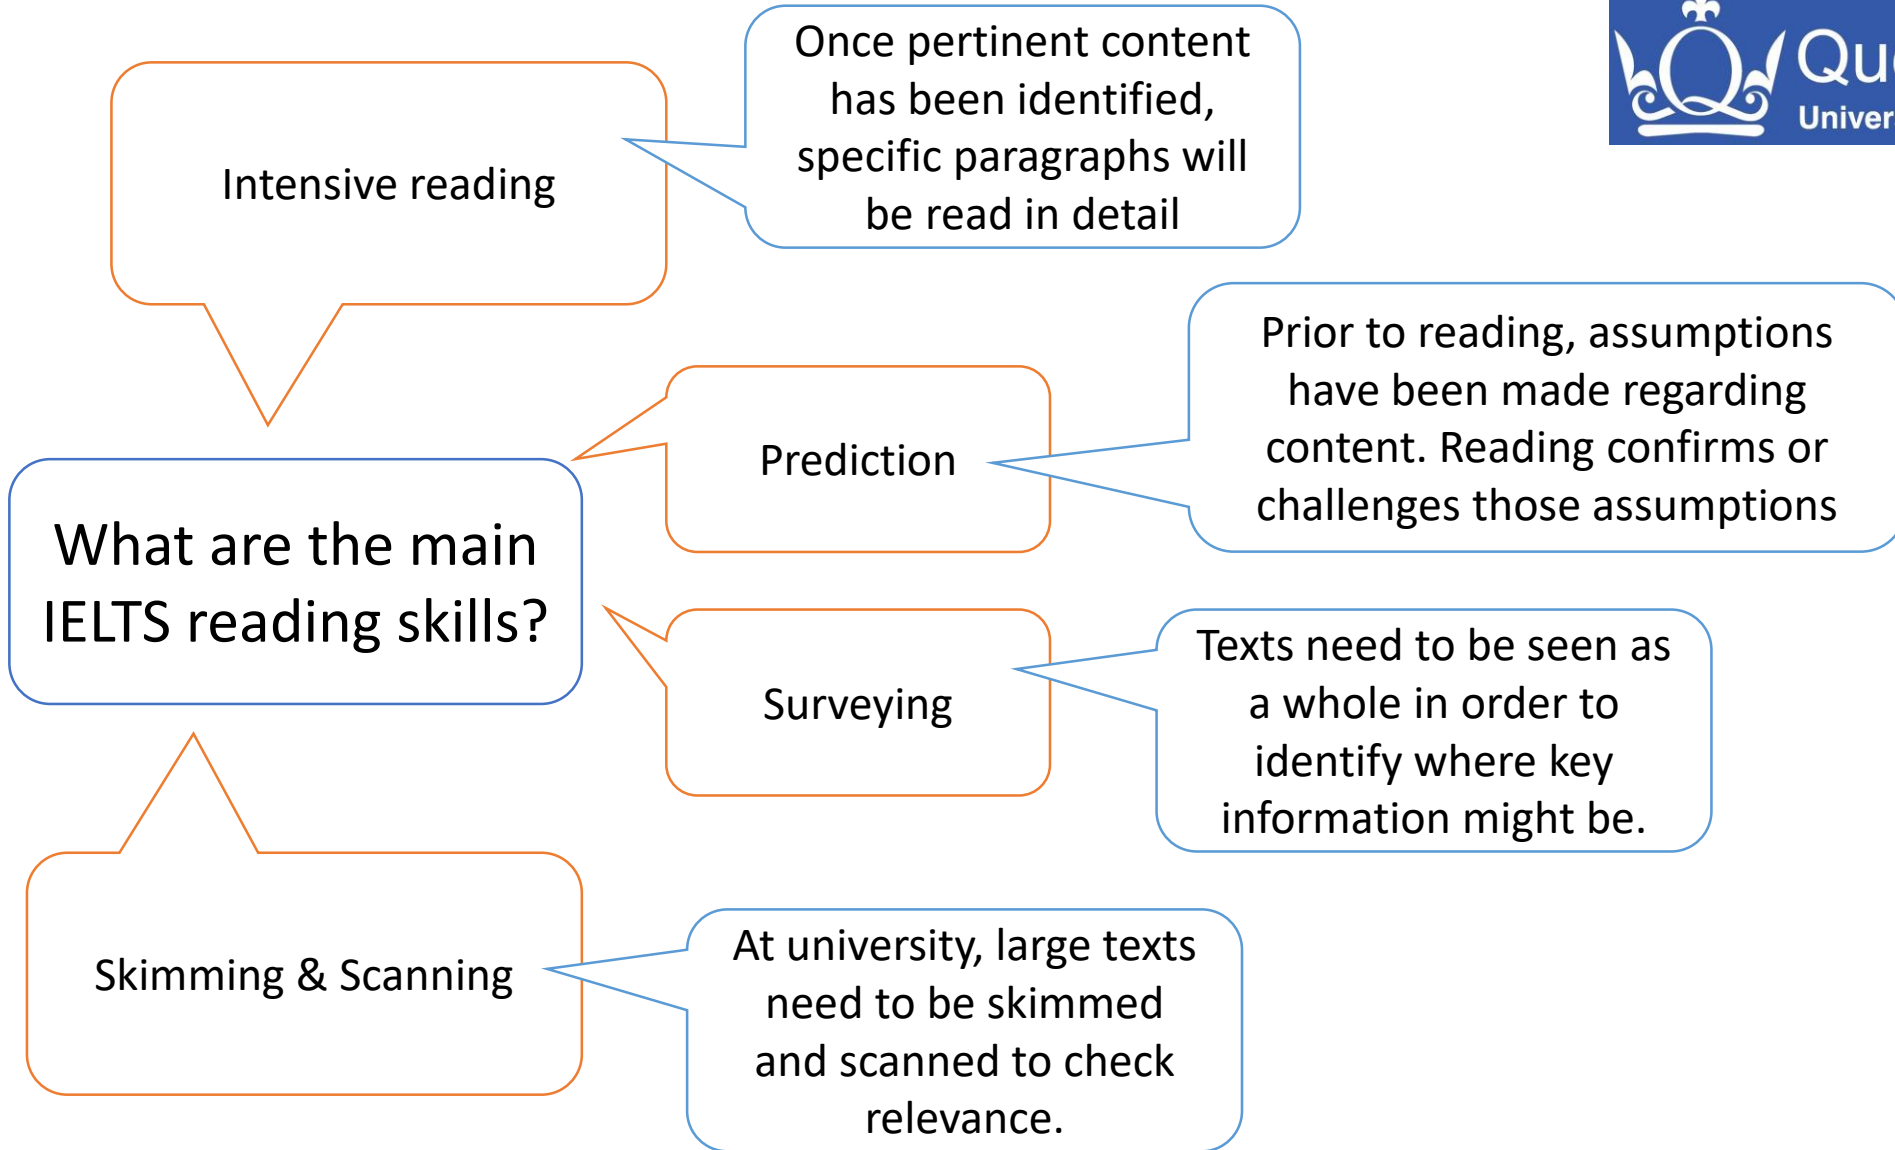 Intensive reading
Once pertinent content
has been identified,
specific paragraphs will
be read in detail
Prediction
Prior to reading, assumptions
have been made regarding
content. Reading confirms or
challenges those assumptions
What are the main
IELTS reading skills?
Surveying
Texts need to be seen as
a whole in order to
identify where key
information might be.
Skimming & Scanning
At university, large texts
need to be skimmed
and scanned to check
relevance.